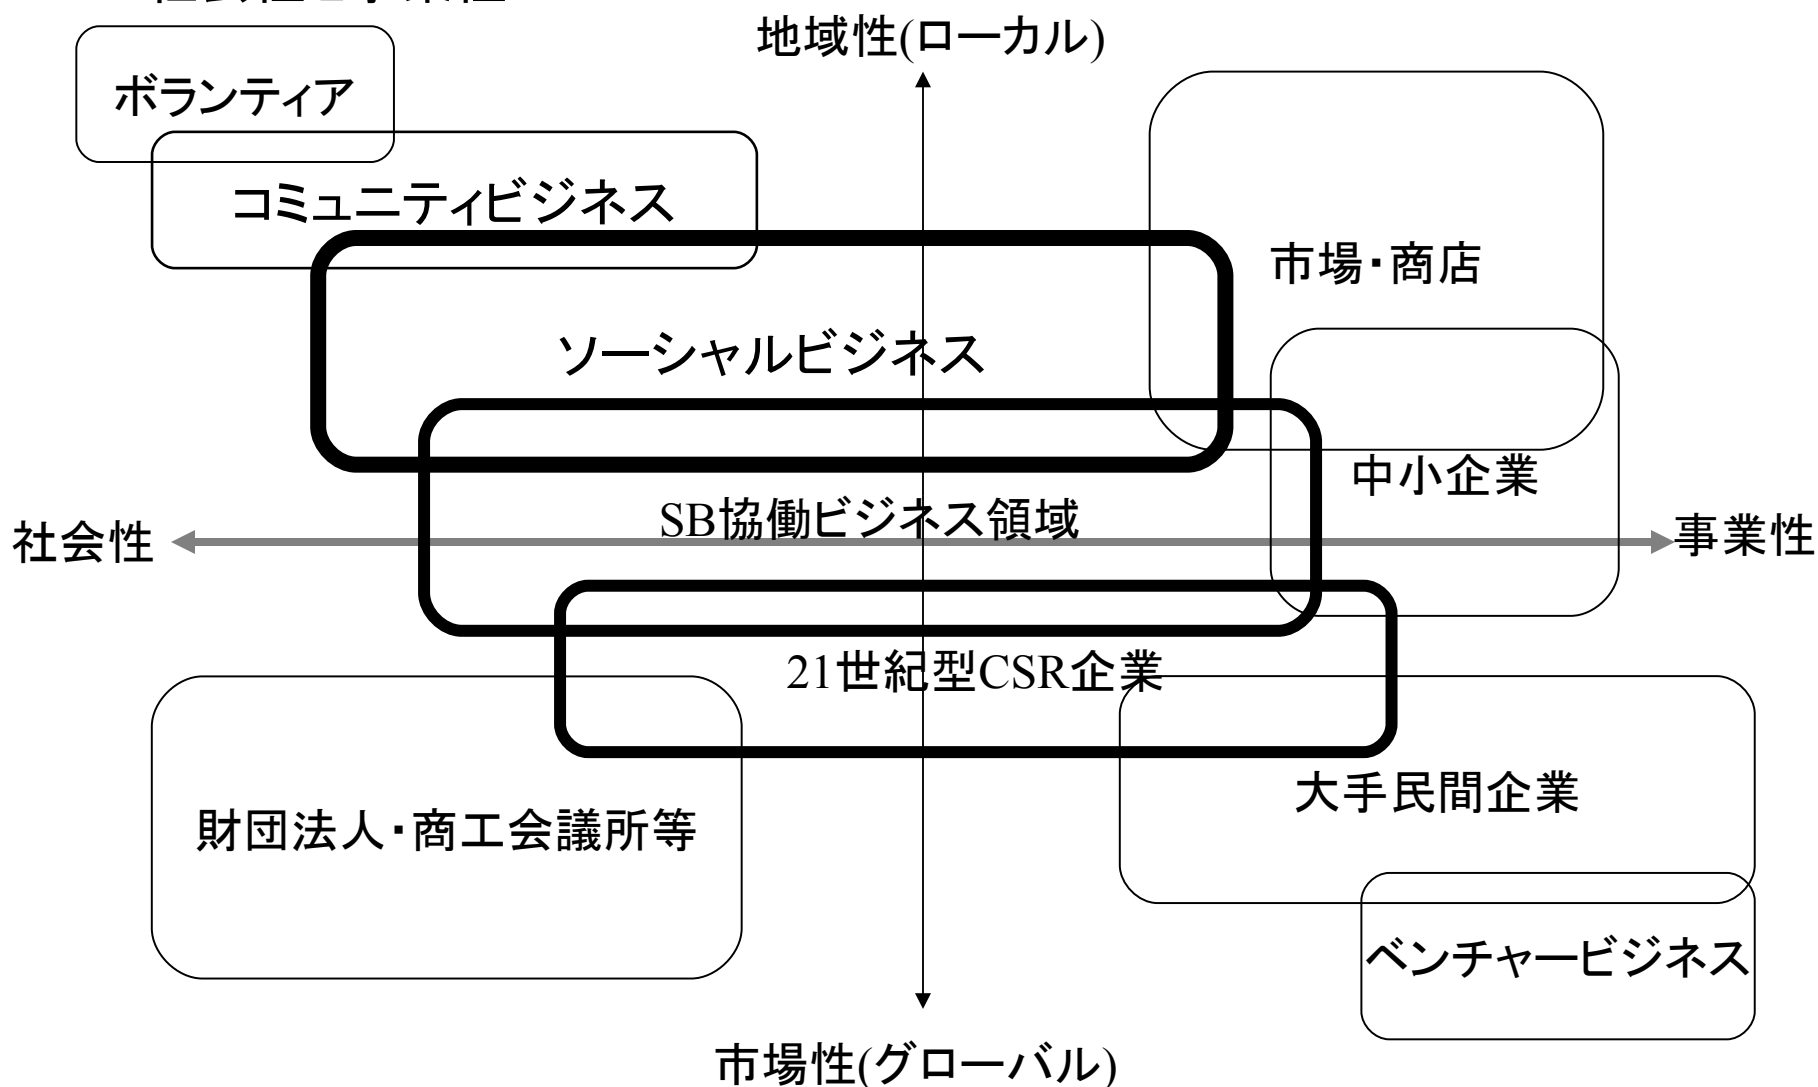 地域性(ローカル)
ボランティア
コミュニティビジネス
市場・商店
ソーシャルビジネス
中小企業
SB協働ビジネス領域
社会性
事業性
21世紀型CSR企業
大手民間企業
財団法人・商工会議所等
ベンチャービジネス
市場性(グローバル)